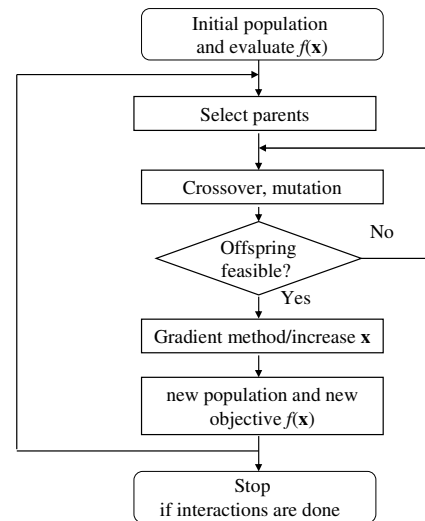 Initial population
and evaluate f(x)
Select parents
Crossover, mutation
Offspring
feasible?
No
Yes
Gradient method/increase x
new population and new
objective f(x)
Stop
if interactions are done